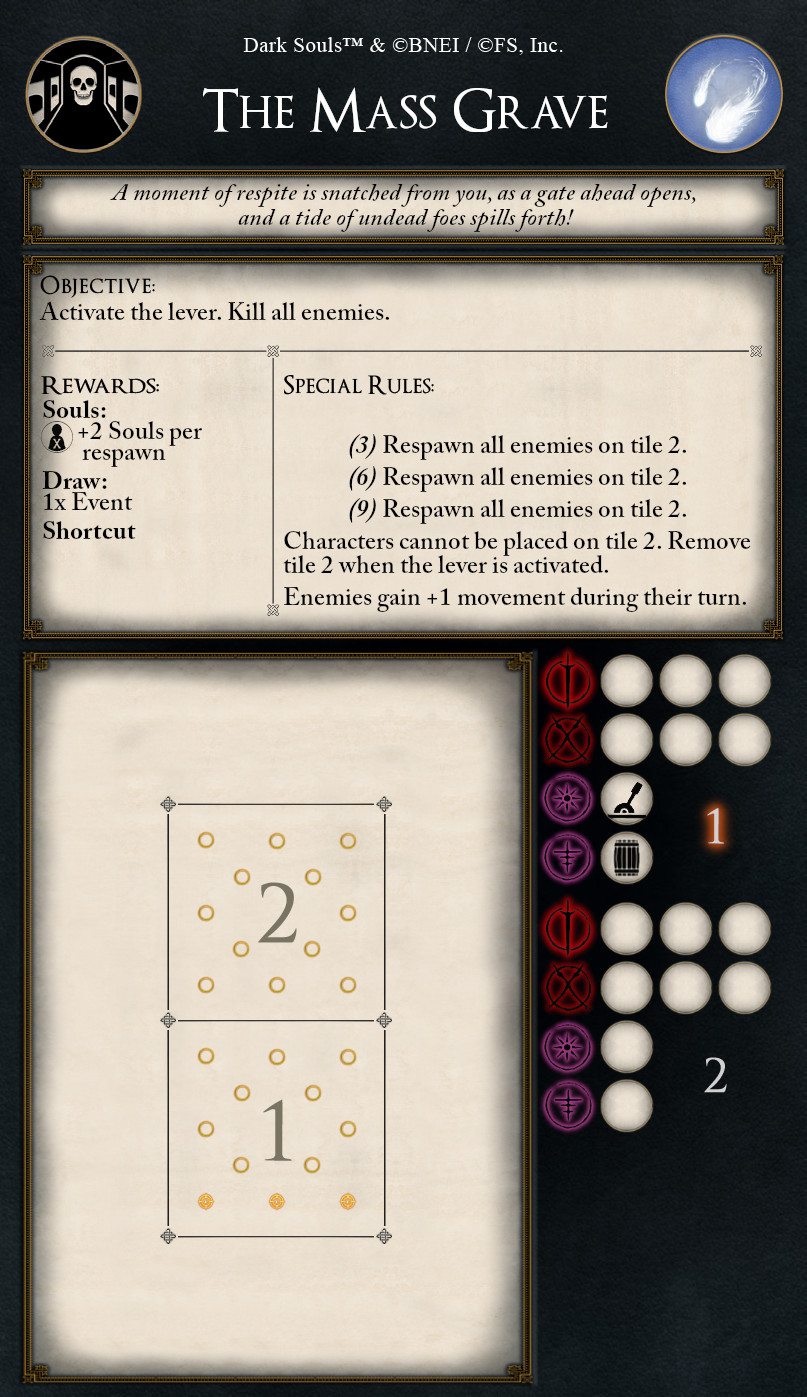 Dark Souls™ & ©BNEI / ©FS, Inc.
The Mass Grave
A moment of respite is snatched from you, as a gate ahead opens,
and a tide of undead foes spills forth!
Objective:
Activate the lever. Kill all enemies.
Rewards:
Souls:
X +2 Souls per
respawn
Draw:
1x Event
Shortcut
Special Rules:
(3) Respawn all enemies on tile 2.
(6) Respawn all enemies on tile 2.
(9) Respawn all enemies on tile 2.
Characters cannot be placed on tile 2. Remove
tile 2 when the lever is activated.
Enemies gain +1 movement during their turn.
2
1
1
2